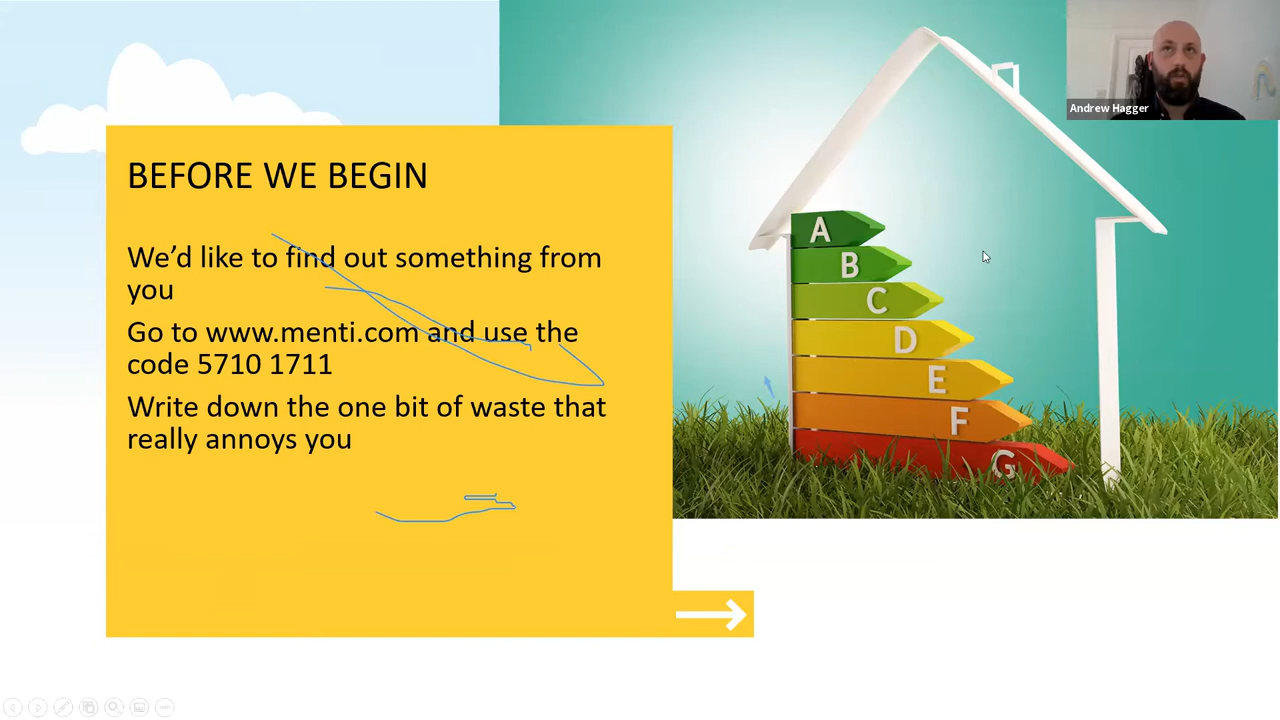 Andrew Hagger
BEFORE WE BEGIN
We’d like to find out something from
you
Go to www.menti.com and use the
code 5710 1711
Write down the one bit of waste that
really annoys you
A
B
C
D
E
F
G